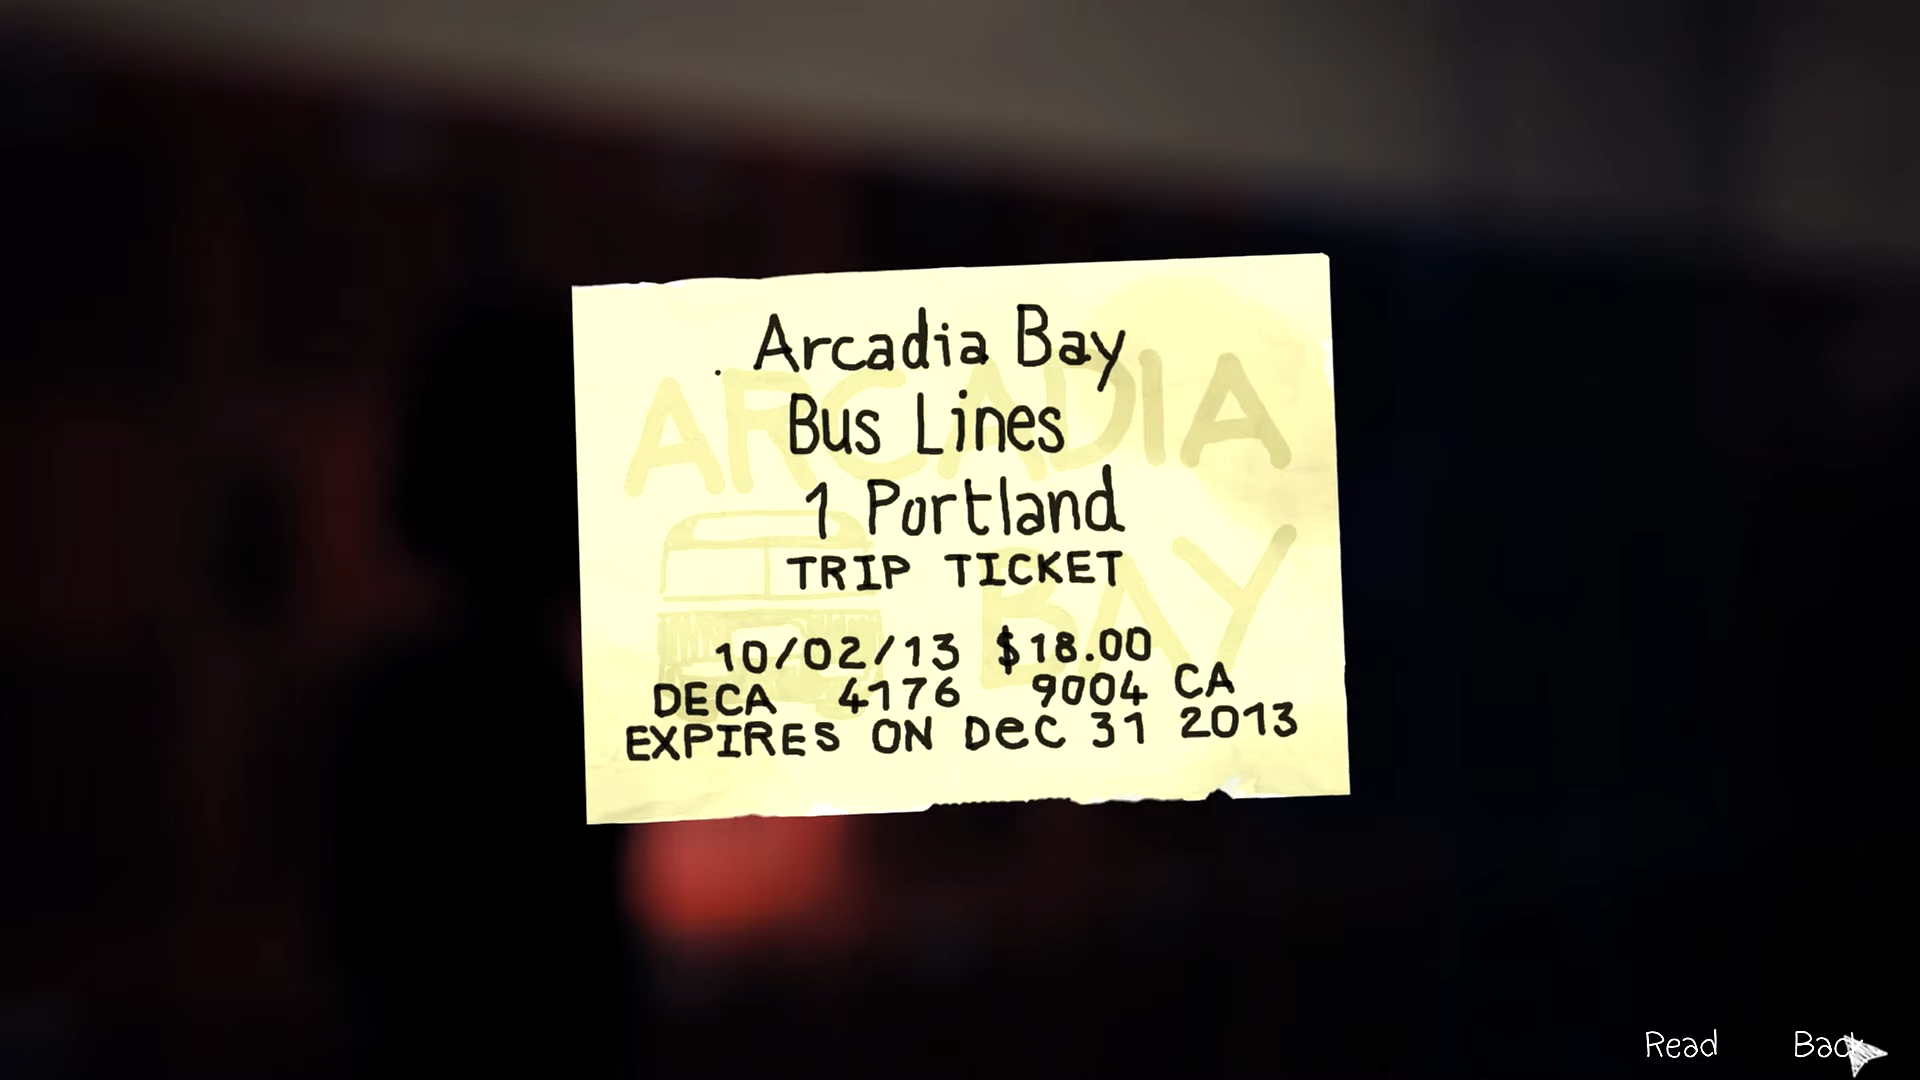 Arcadia Bay
Bus Lines
1 Portland
TRIP TICKET
10/02/13 $18.00
DECA 4176 9004 CA
EXPIRES ON DeC 31 2013
ARCADIA
BAY
Read Back